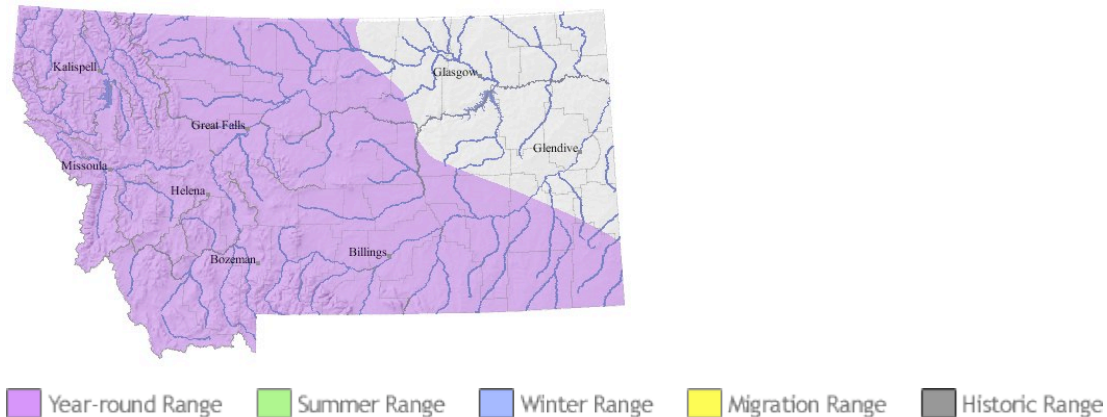 Kalispell
Glasgow
Great Falls
Glendive
Missoula
Helena
Billings
Bozeman
Year-round Range Summer Range Winter Range Migration Range Historic Range